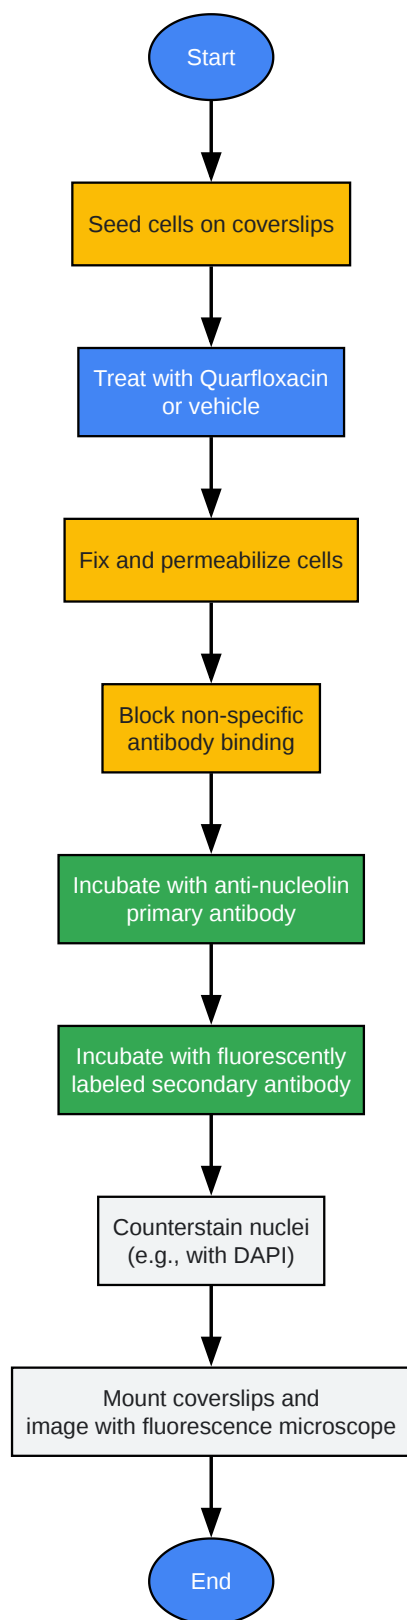 Start
Seed cells on coverslips
Treat with Quarfloxacin
or vehicle
Fix and permeabilize cells
Block non-specific
antibody binding
Incubate with anti-nucleolin
primary antibody
Incubate with fluorescently
labeled secondary antibody
Counterstain nuclei
(e.g., with DAPI)
Mount coverslips and
image with fluorescence microscope
End